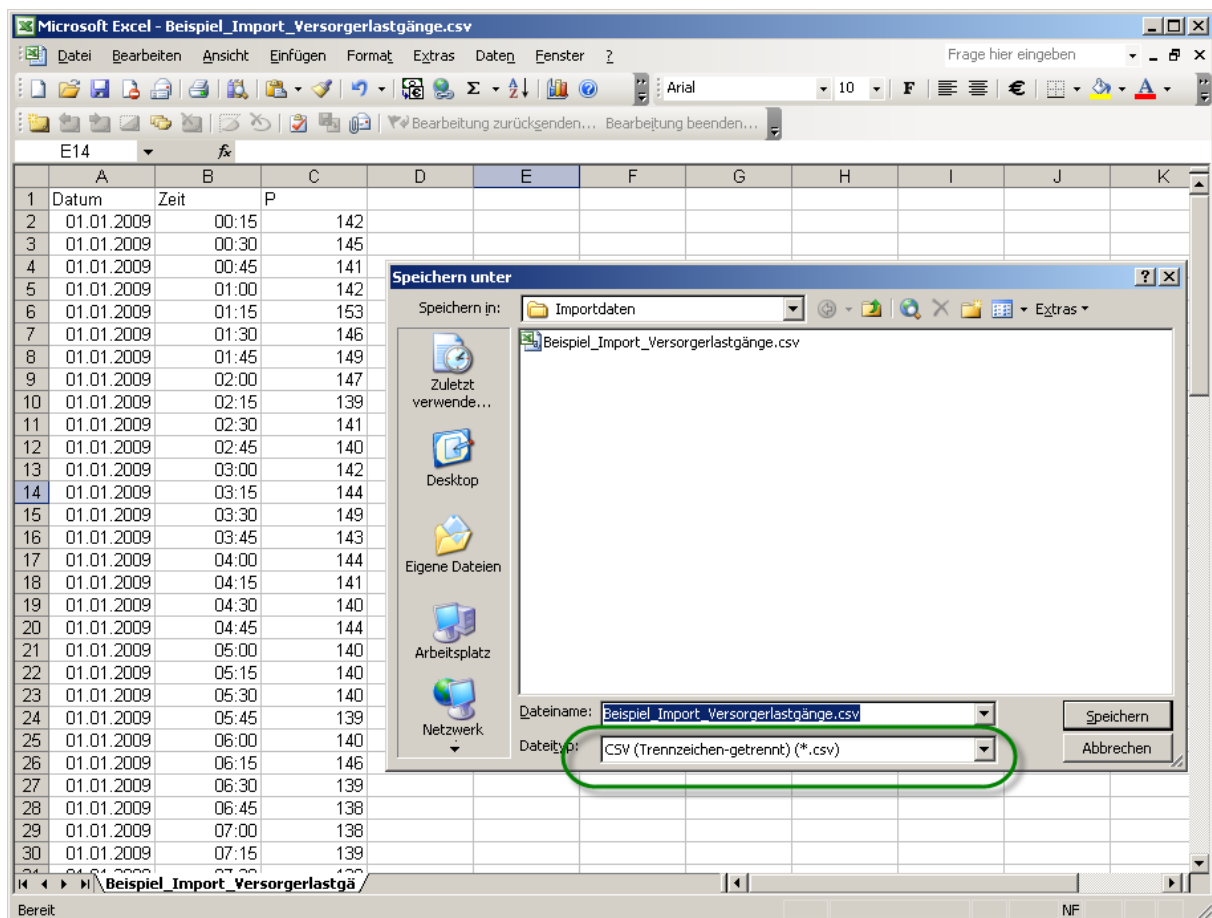 Microsoft Excel - Beispiel_Import_Versorgerlastgänge.csv
Datei Bearbeiten Ansicht Einfügen Format Extras Daten Fenster ? Frage hier eingeben
Arial 10 F €
Bearbeitung zurücksenden... Bearbeitung beenden...
E14 fx
A B C D E F G H I J K
1 Datum Zeit P
2 01.01.2009 00:15 142
3 01.01.2009 00:30 145
4 01.01.2009 00:45 141
5 01.01.2009 01:00 142
6 01.01.2009 01:15 153
7 01.01.2009 01:30 146
8 01.01.2009 01:45 149
9 01.01.2009 02:00 147
10 01.01.2009 02:15 139
11 01.01.2009 02:30 141
12 01.01.2009 02:45 140
13 01.01.2009 03:00 142
14 01.01.2009 03:15 144
15 01.01.2009 03:30 149
16 01.01.2009 03:45 143
17 01.01.2009 04:00 144
18 01.01.2009 04:15 141
19 01.01.2009 04:30 140
20 01.01.2009 04:45 144
21 01.01.2009 05:00 140
22 01.01.2009 05:15 140
23 01.01.2009 05:30 140
24 01.01.2009 05:45 139
25 01.01.2009 06:00 140
26 01.01.2009 06:15 146
27 01.01.2009 06:30 139
28 01.01.2009 06:45 138
29 01.01.2009 07:00 138
30 01.01.2009 07:15 139
Speichern unter
Speichern in: Importdaten Extras
Beispiel_Import_Versorgerlastgänge.csv
Zuletzt
verwende...
Desktop
Eigene Dateien
Arbeitsplatz
Netzwerk
Dateiname: Beispiel_Import_Versorgerlastgänge.csv Speichern
Dateityp: CSV (Trennzeichen-getrennt) (*.csv) Abbrechen
Beispiel_Import_Versorgerlastgä
Bereit NF